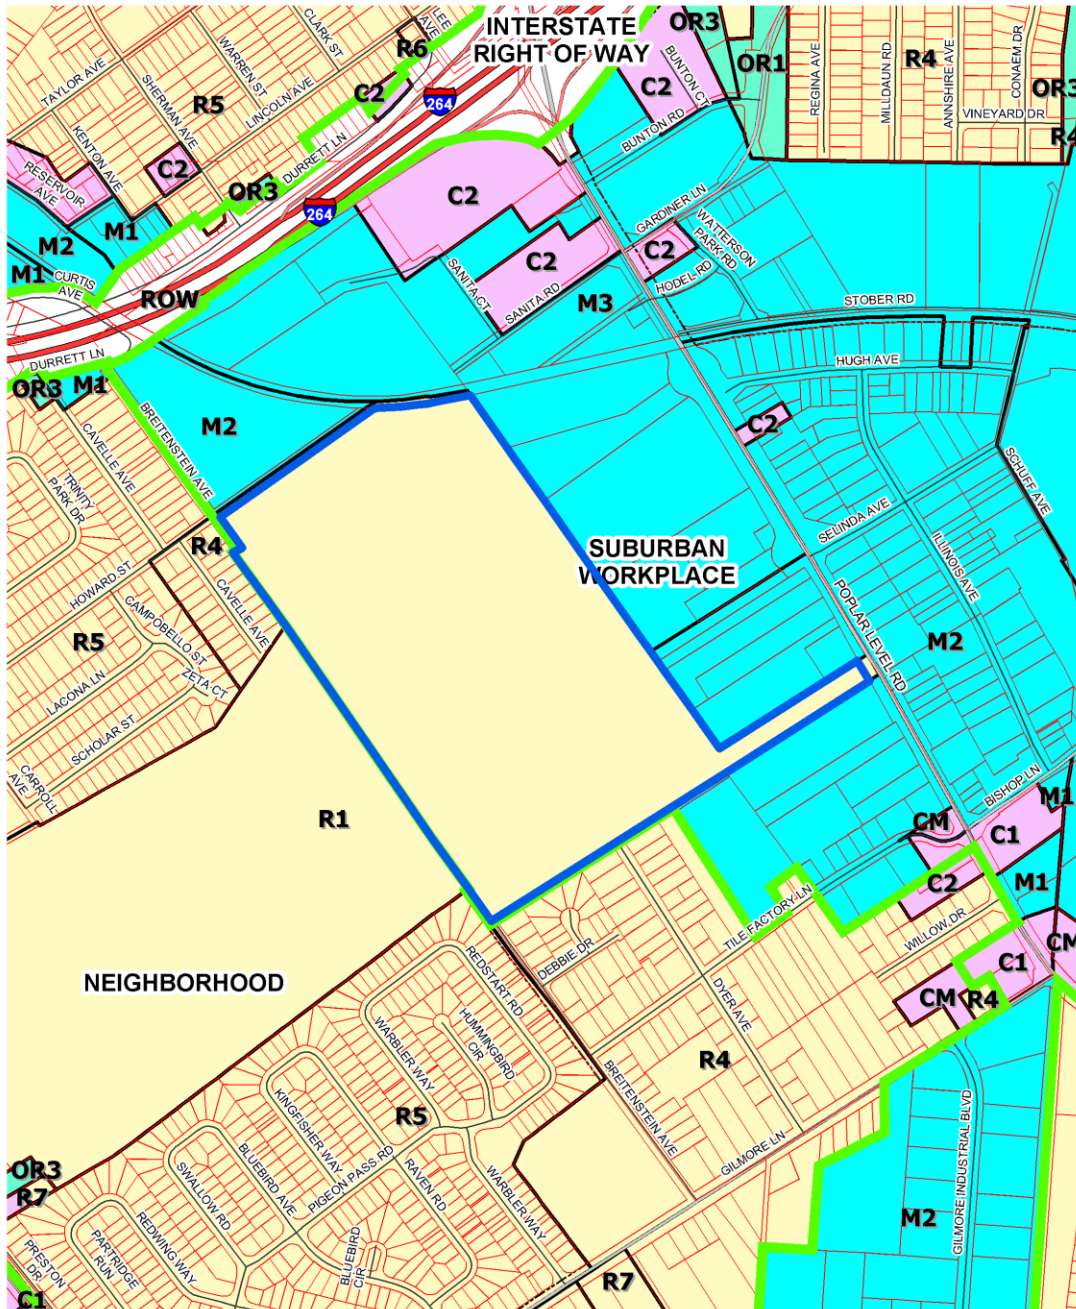 INTERSTATE
RIGHT OF WAY
OR3
R6
LEE
AVE
CLARK ST
WARREN ST
TAYLOR AVE
SHERMAN AVE
R5
LINCOLN AVE
C2
264
C2
BUNTON CT
OR1
REGINA AVE
MILLDAUN RD
R4
ANNSHIRE AVE
CONAEM DR
OR3
VINEYARD DR
R4
KENTON AVE
DURRETT LN
BUNTON RD
RESERVOIR
AVE
C2
OR3
264
C2
GARDINER LN
M2
M1
M1
CURTIS
AVE
ROW
SANITA CT
C2
SANITA RD
C2
WATTERSON
PARK RD
HODEL RD
M3
STOBER RD
DURRETT LN
OR3
M1
HUGH AVE
BREITENSTEIN AVE
M2
CAVELLE AVE
C2
TRINITY
PARK DR
SCHUFF AVE
SELINDA AVE
R4
SUBURBAN
WORKPLACE
ILLINOIS AVE
HOWARD ST
CAVELLE AVE
CAMPOBELLO ST
POPLAR LEVEL RD
R5
LACONA LN
ZETA CT
M2
SCHOLAR ST
CARROLL
AVE
R1
BISHOP LN
M1
CM
C1
C2
M1
TILE FACTORY LN
WILLOW DR
CM
NEIGHBORHOOD
DEBBIE DR
REDSTART RD
DYER AVE
C1
CM
R4
WARBLER WAY
HUMMINGBIRD
CIR
R4
KINGFISHER WAY
R5
BREITENSTEIN AVE
BLUEBIRD AVE
PIGEON PASS RD
GILMORE LN
GILMORE INDUSTRIAL BLVD
OR3
R7
SWALLOW RD
RAVEN RD
WARBLER WAY
M2
REDWING WAY
PARTRIDGE
RUN
BLUEBIRD
CIR
PRESTON
DR
C1
R7